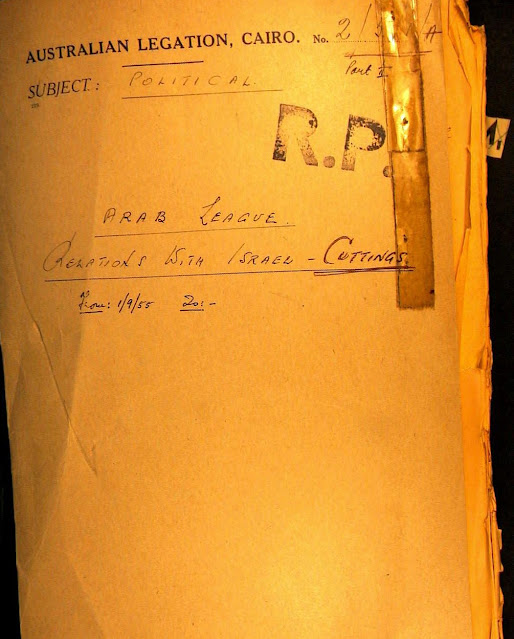 AUSTRALIAN LEGATION, CAIRO. No. 2/
Part I
SUBJECT: POLITICAL.
R.P.
ARAB LEAGUE.
RELATIONS WITH ISRAEL - CUTTINGS.
From: 1/9/55 To: -